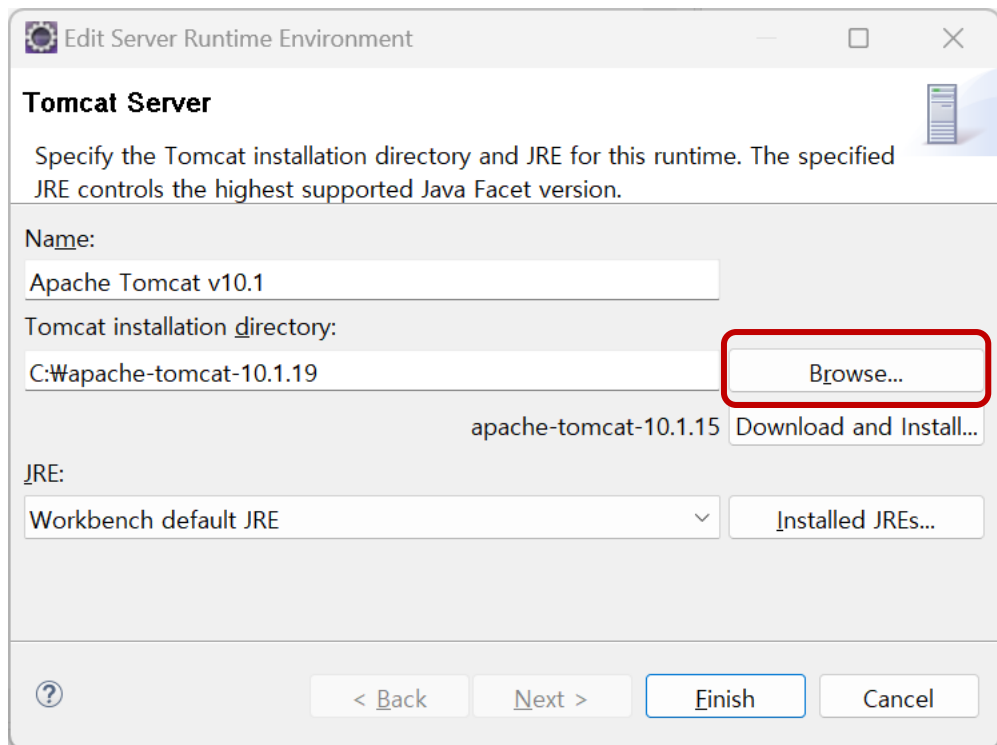 Edit Server Runtime Environment
Tomcat Server
Specify the Tomcat installation directory and JRE for this runtime. The specified
JRE controls the highest supported Java Facet version.
Name:
Apache Tomcat v10.1
Tomcat installation directory:
C:₩apache-tomcat-10.1.19 Browse...
apache-tomcat-10.1.15 Download and Install...
JRE:
Workbench default JRE Installed JREs...
? < Back Next > Finish Cancel